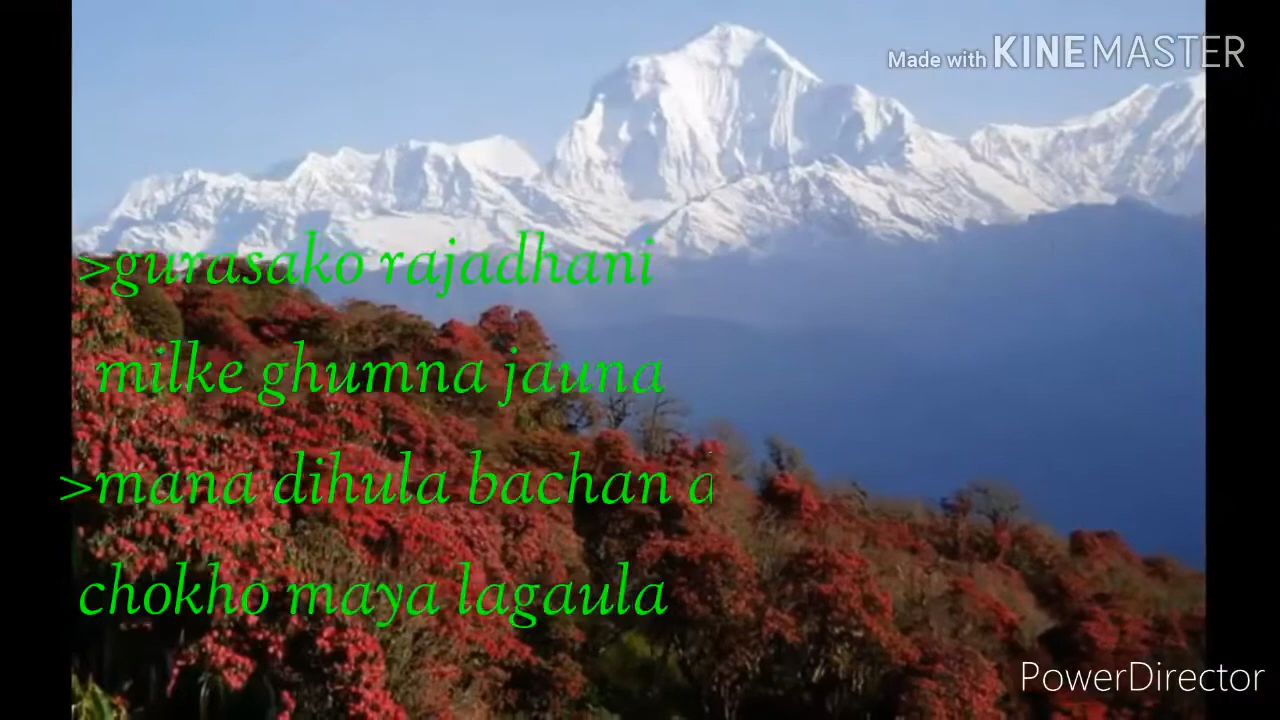 Made with KINEMASTER
>gurasako rajadhani
milke ghumna jauna
>mana dihula bachan
chokho maya lagaula
PowerDirector